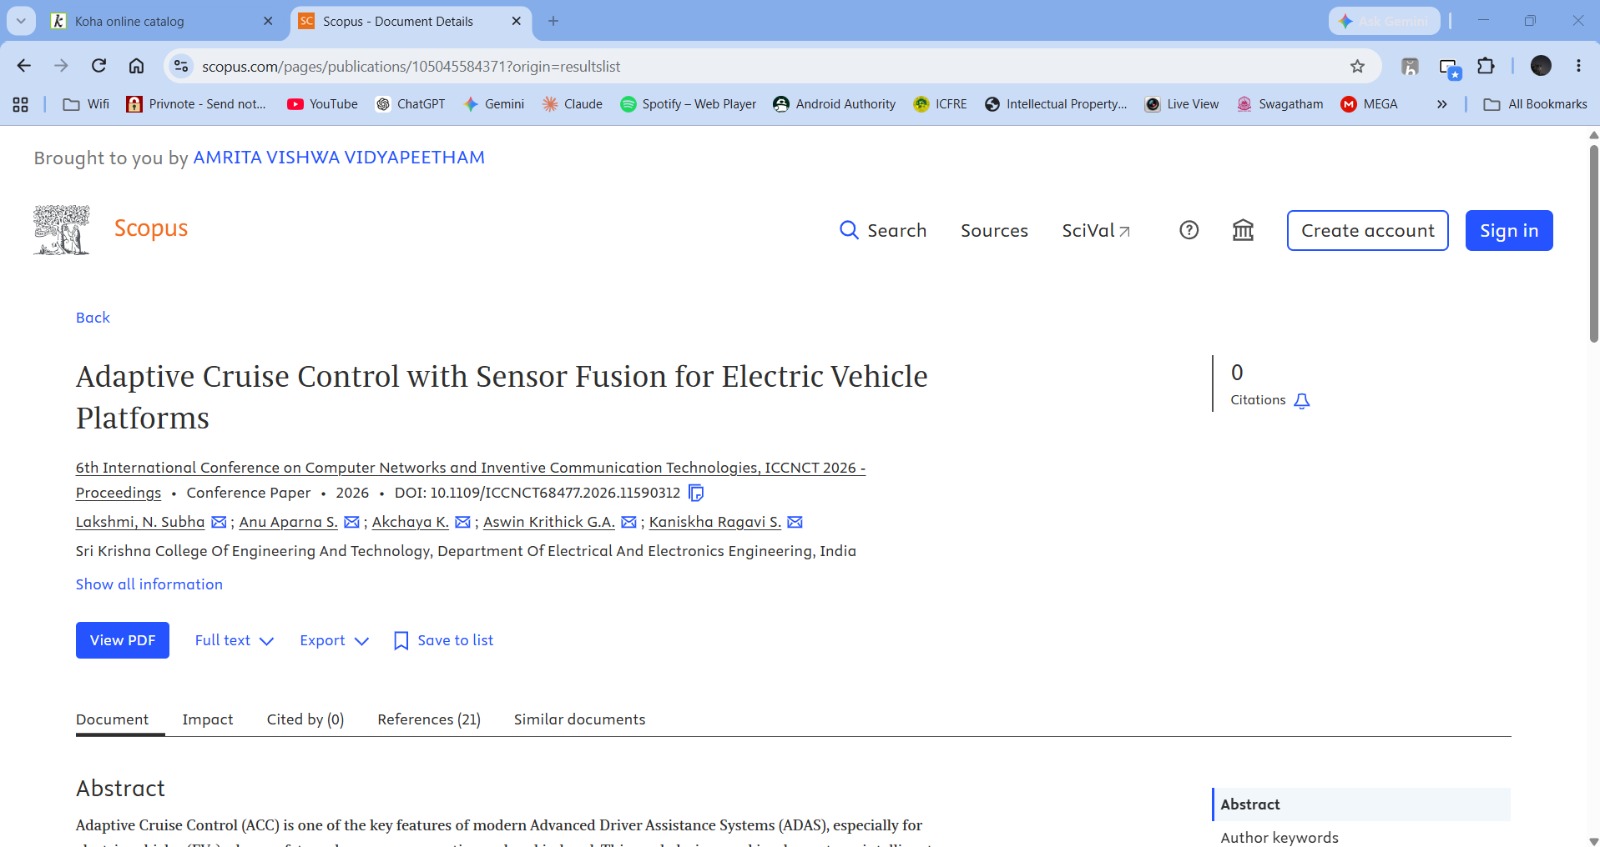 Koha online catalog
Scopus - Document Details
Ask Gemini
scopus.com/pages/publications/105045584371?origin=resultslist
Wifi
Privnote - Send not...
YouTube
ChatGPT
Gemini
Claude
Spotify – Web Player
Android Authority
ICFRE
Intellectual Property...
Live View
Swagatham
MEGA
All Bookmarks
Brought to you by AMRITA VISHWA VIDYAPEETHAM
Scopus
Search
Sources
SciVal
Create account
Sign in
Back
Adaptive Cruise Control with Sensor Fusion for Electric Vehicle
Platforms
0
Citations
6th International Conference on Computer Networks and Inventive Communication Technologies, ICCNCT 2026 -
Proceedings • Conference Paper • 2026 • DOI: 10.1109/ICCNCT68477.2026.11590312
Lakshmi, N. Subha ; Anu Aparna S. ; Akchaya K. ; Aswin Krithick G.A. ; Kaniskha Ragavi S.
Sri Krishna College Of Engineering And Technology, Department Of Electrical And Electronics Engineering, India
Show all information
View PDF
Full text
Export
Save to list
Document
Impact
Cited by (0)
References (21)
Similar documents
Abstract
Adaptive Cruise Control (ACC) is one of the key features of modern Advanced Driver Assistance Systems (ADAS), especially for
Abstract
Author keywords